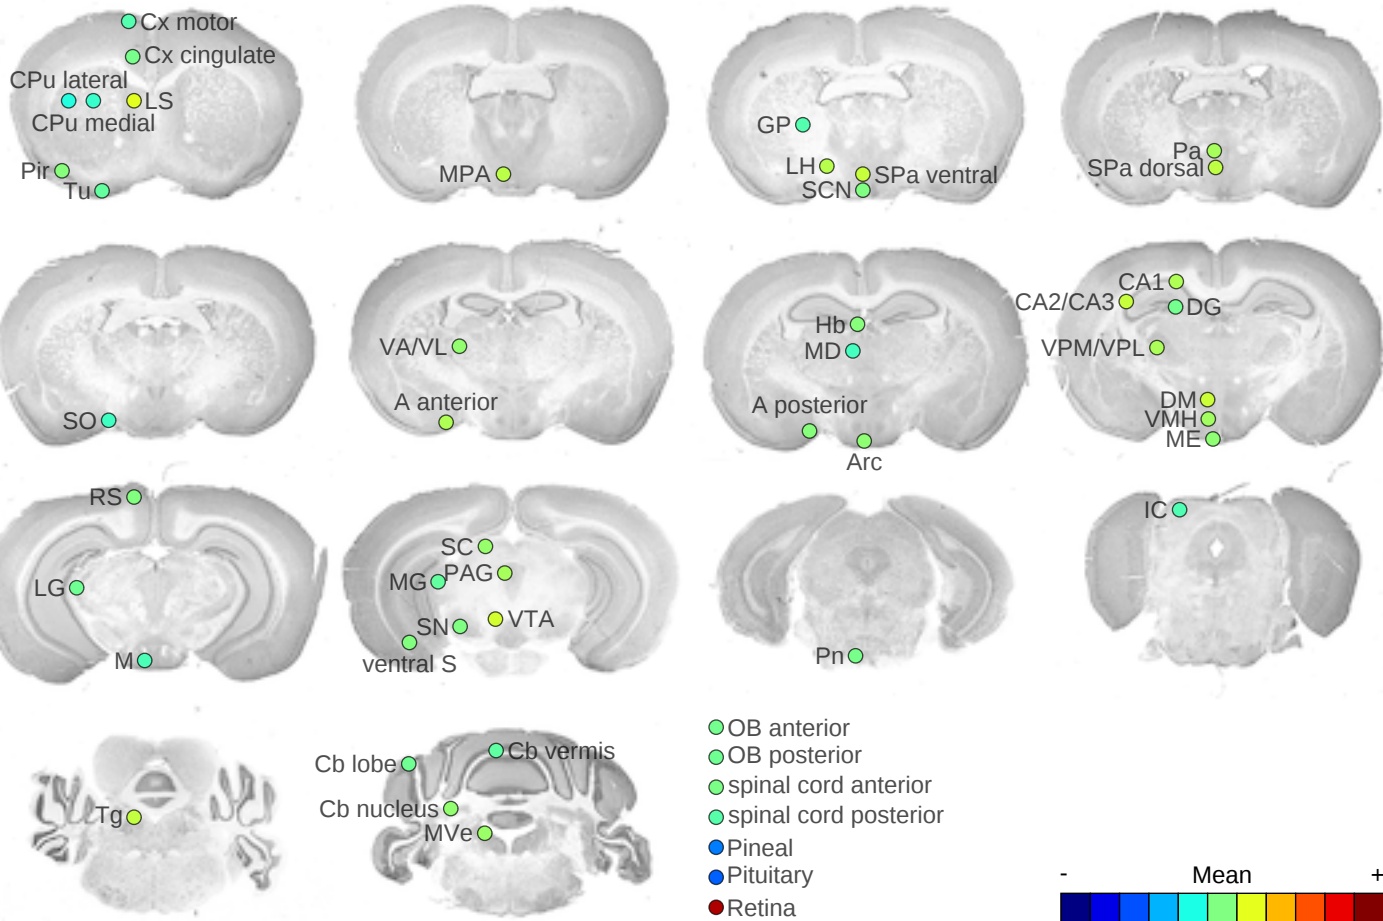 Cx motor
Cx cingulate
CPu lateral
LS
CPu medial
Pir
Tu
MPA
GP
LH
SPa ventral
SCN
Pa
SPa dorsal
SO
VA/VL
A anterior
Hb
MD
A posterior
Arc
CA1
CA2/CA3
DG
VPM/VPL
DM
VMH
ME
RS
LG
M
SC
MG
PAG
SN
VTA
ventral S
Pn
IC
Tg
Cb lobe
Cb vermis
Cb nucleus
MVe
OB anterior
OB posterior
spinal cord anterior
spinal cord posterior
Pineal
Pituitary
Retina
- Mean +